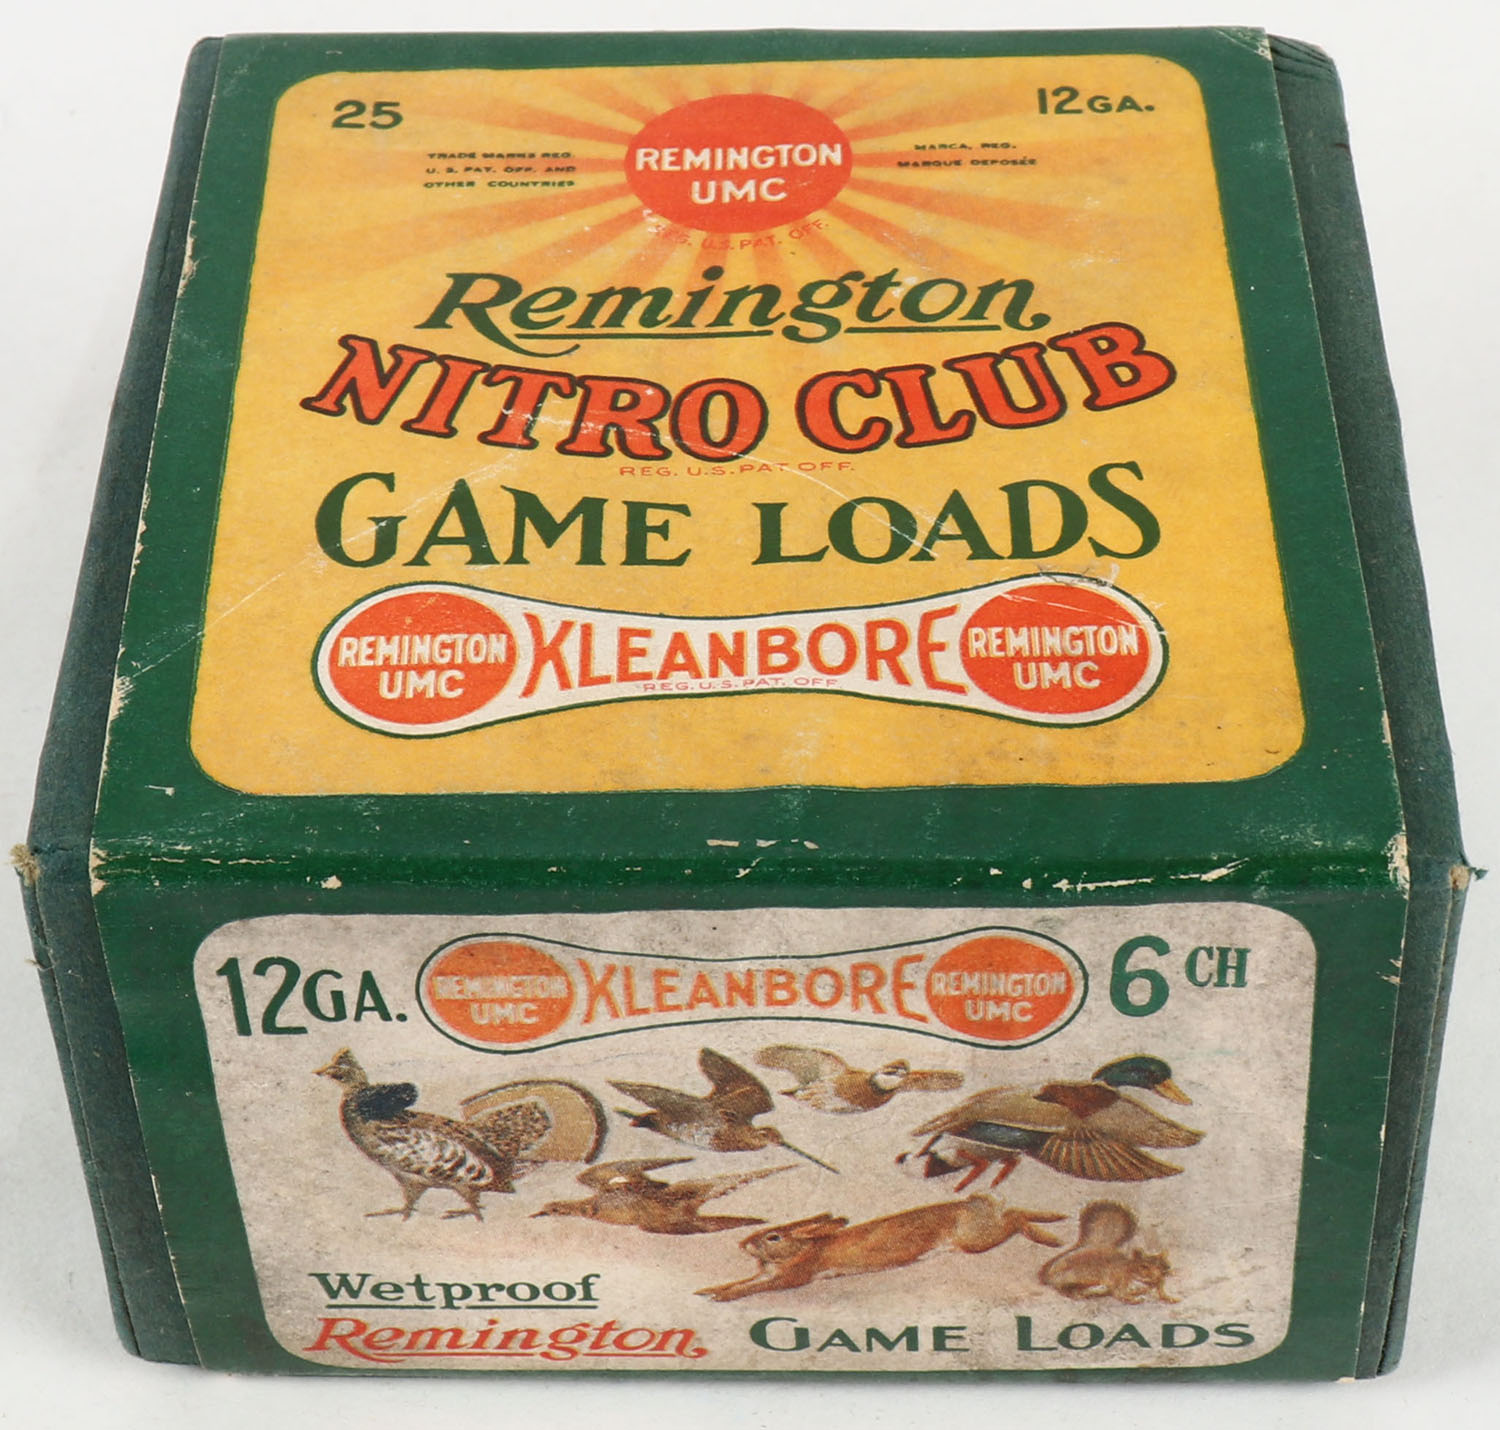 25
12GA.
TRADE MARKS REG.
U. S. PAT. OFF. AND
OTHER COUNTRIES
REMINGTON
UMC
REG. U.S. PAT. OFF.
MARCA, REG.
MARQUE DEPOSÉE
Remington
NITRO CLUB
REG. U.S. PAT OFF.
GAME LOADS
REMINGTON
UMC
KLEANBORE
REG. U.S. PAT. OFF.
REMINGTON
UMC
12GA.
REMINGTON
UMC
KLEANBORE
REMINGTON
UMC
6 CH
Wetproof
Remington
GAME LOADS